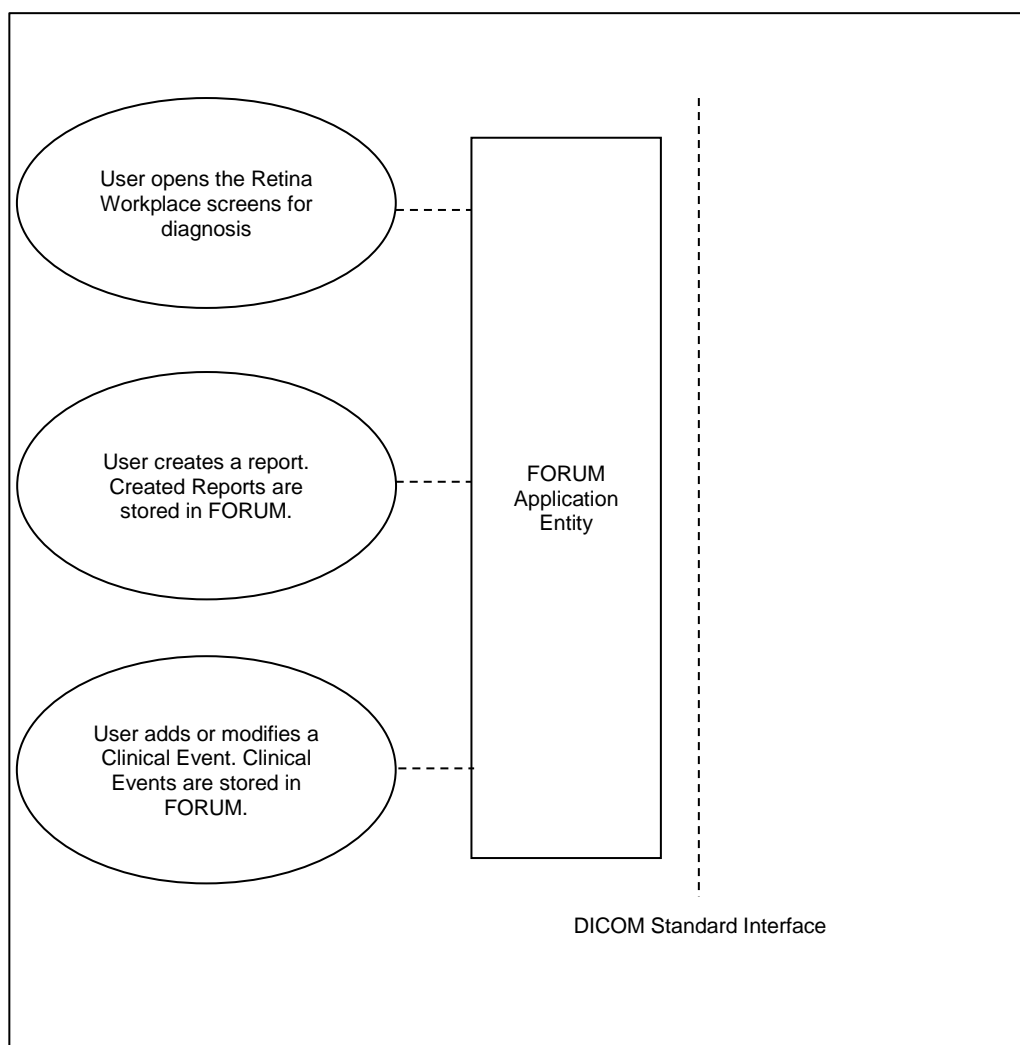 User opens the Retina
Workplace screens for
diagnosis
User creates a report.
Created Reports are
stored in FORUM.
FORUM
Application
Entity
User adds or modifies a
Clinical Event. Clinical
Events are stored in
FORUM.
DICOM Standard Interface